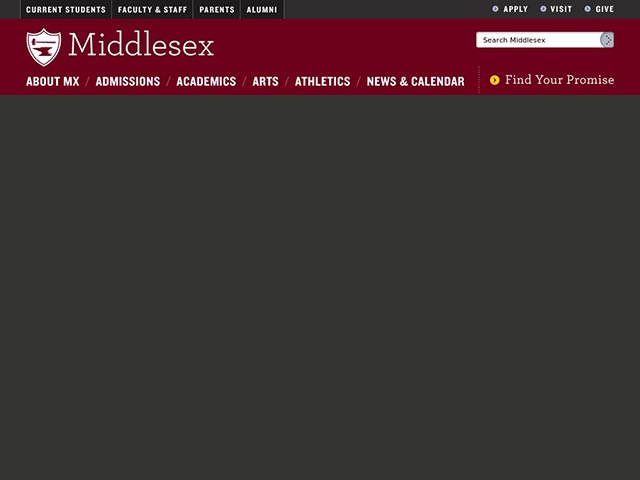 CURRENT STUDENTS FACULTY & STAFF PARENTS ALUMNI APPLY VISIT GIVE
Middlesex
Search Middlesex
ABOUT MX / ADMISSIONS / ACADEMICS / ARTS / ATHLETICS / NEWS & CALENDAR Find Your Promise